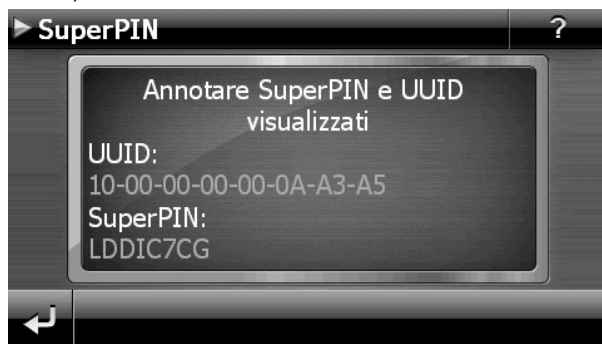 SuperPIN ?
Annotare SuperPIN e UUID
visualizzati
UUID:
10-00-00-00-00-0A-A3-A5
SuperPIN:
LDDIC7CG